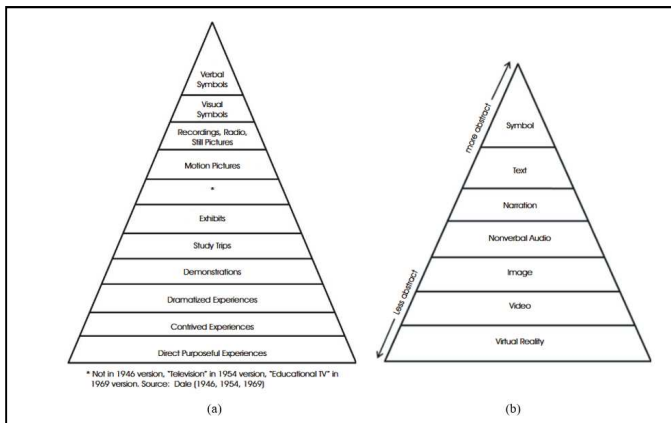 Verbal
Symbols
Visual
Symbols
Recordings, Radio,
Still Pictures
Motion Pictures
*
Exhibits
Study Trips
Demonstrations
Dramatized Experiences
Contrived Experiences
Direct Purposeful Experiences
* Not in 1946 version, "Television" in 1954 version, "Educational TV" in
1969 version. Source: Dale (1946, 1954, 1969)
(a)
more abstract
Less abstract
Symbol
Text
Narration
Nonverbal Audio
Image
Video
Virtual Reality
(b)